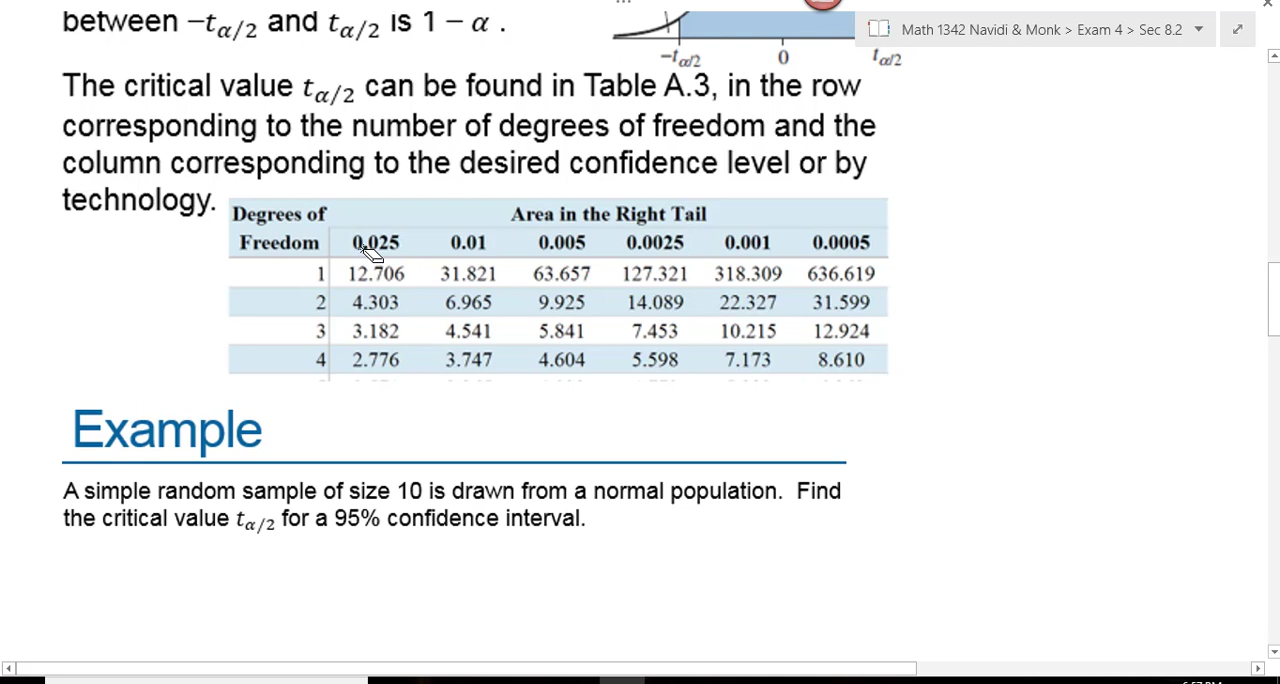 between −tα/2 and tα/2 is 1 − α .
Math 1342 Navidi & Monk > Exam 4 > Sec 8.2
−tα/2 0 tα/2
The critical value tα/2 can be found in Table A.3, in the row
corresponding to the number of degrees of freedom and the
column corresponding to the desired confidence level or by
technology.
Degrees of Area in the Right Tail
Freedom 0.025 0.01 0.005 0.0025 0.001 0.0005
1 12.706 31.821 63.657 127.321 318.309 636.619
2 4.303 6.965 9.925 14.089 22.327 31.599
3 3.182 4.541 5.841 7.453 10.215 12.924
4 2.776 3.747 4.604 5.598 7.173 8.610
Example
A simple random sample of size 10 is drawn from a normal population. Find
the critical value tα/2 for a 95% confidence interval.